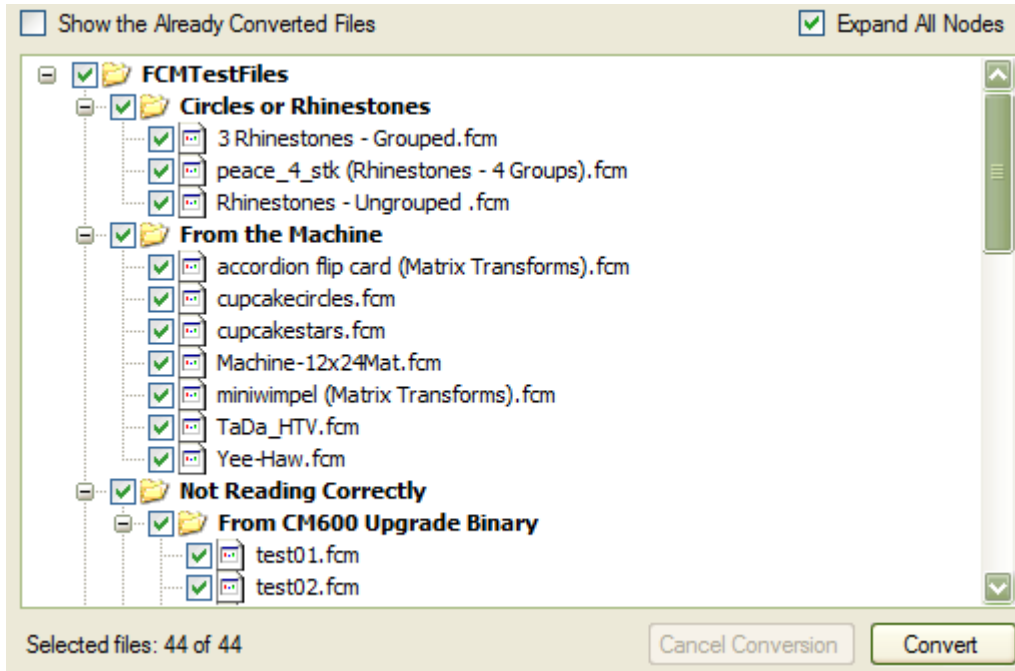 Show the Already Converted Files Expand All Nodes
FCMTestFiles
Circles or Rhinestones
3 Rhinestones - Grouped.fcm
peace_4_stk (Rhinestones - 4 Groups).fcm
Rhinestones - Ungrouped .fcm
From the Machine
accordion flip card (Matrix Transforms).fcm
cupcakecircles.fcm
cupcakestars.fcm
Machine-12x24Mat.fcm
miniwimpel (Matrix Transforms).fcm
TaDa_HTV.fcm
Yee-Haw.fcm
Not Reading Correctly
From CM600 Upgrade Binary
test01.fcm
test02.fcm
Selected files: 44 of 44 Cancel Conversion Convert